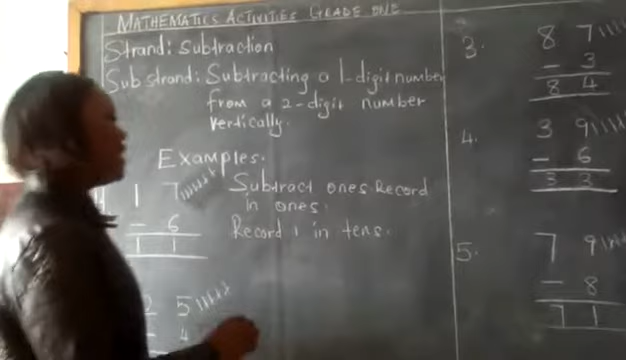 MATHEMATICS ACTIVITIES GRADE ONE
Strand: Subtraction
Sub strand: Subtracting a 1-digit number
from a 2-digit number
vertically.
Examples.
1 7
- 6
1 1
Subtract ones. Record
in ones.
Record 1 in tens.
2 5
- 4
3.
8 7
- 3
8 4
4.
3 9
- 6
3 3
5.
7 9
- 8
7 1